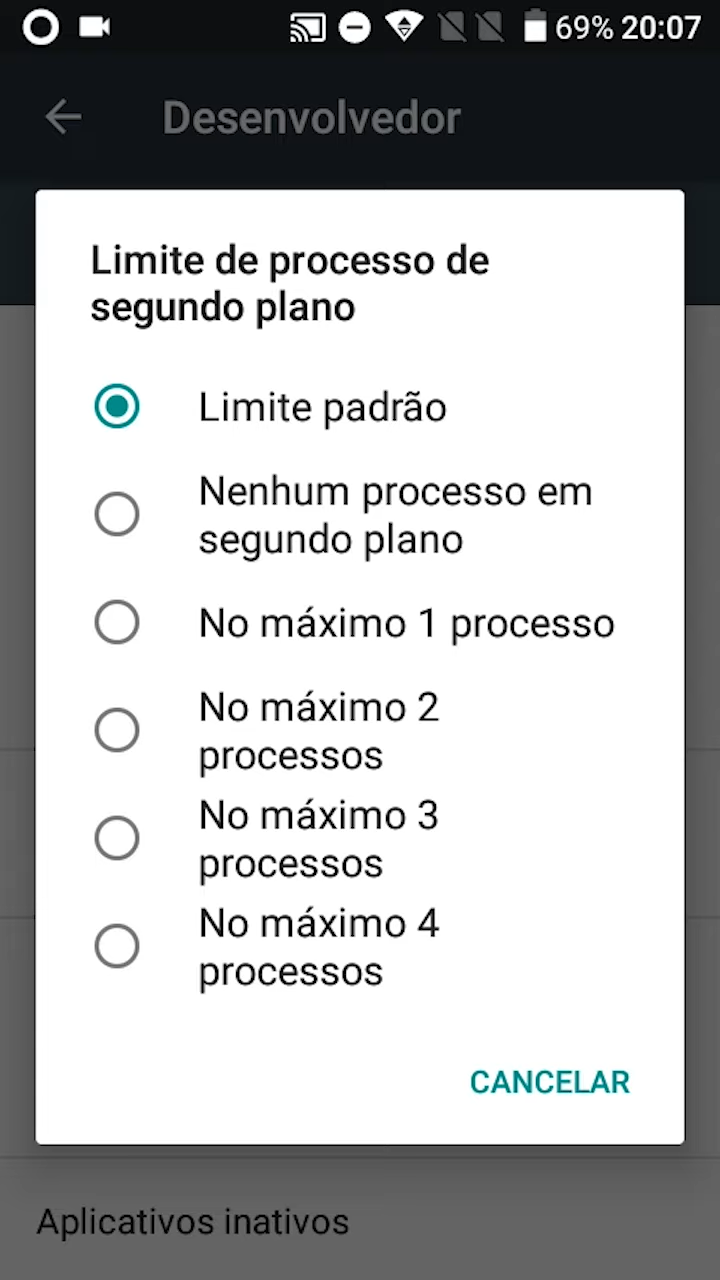 69% 20:07
Desenvolvedor
Limite de processo de
segundo plano
Limite padrão
Nenhum processo em
segundo plano
No máximo 1 processo
No máximo 2
processos
No máximo 3
processos
No máximo 4
processos
CANCELAR
Aplicativos inativos